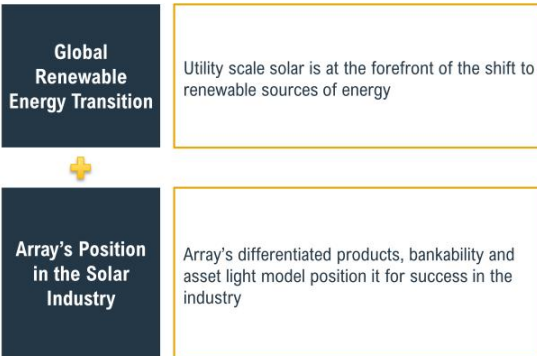 Global
Renewable
Energy Transition
Utility scale solar is at the forefront of the shift to
renewable sources of energy
Array's Position
in the Solar
Industry
Array's differentiated products, bankability and
asset light model position it for success in the
industry